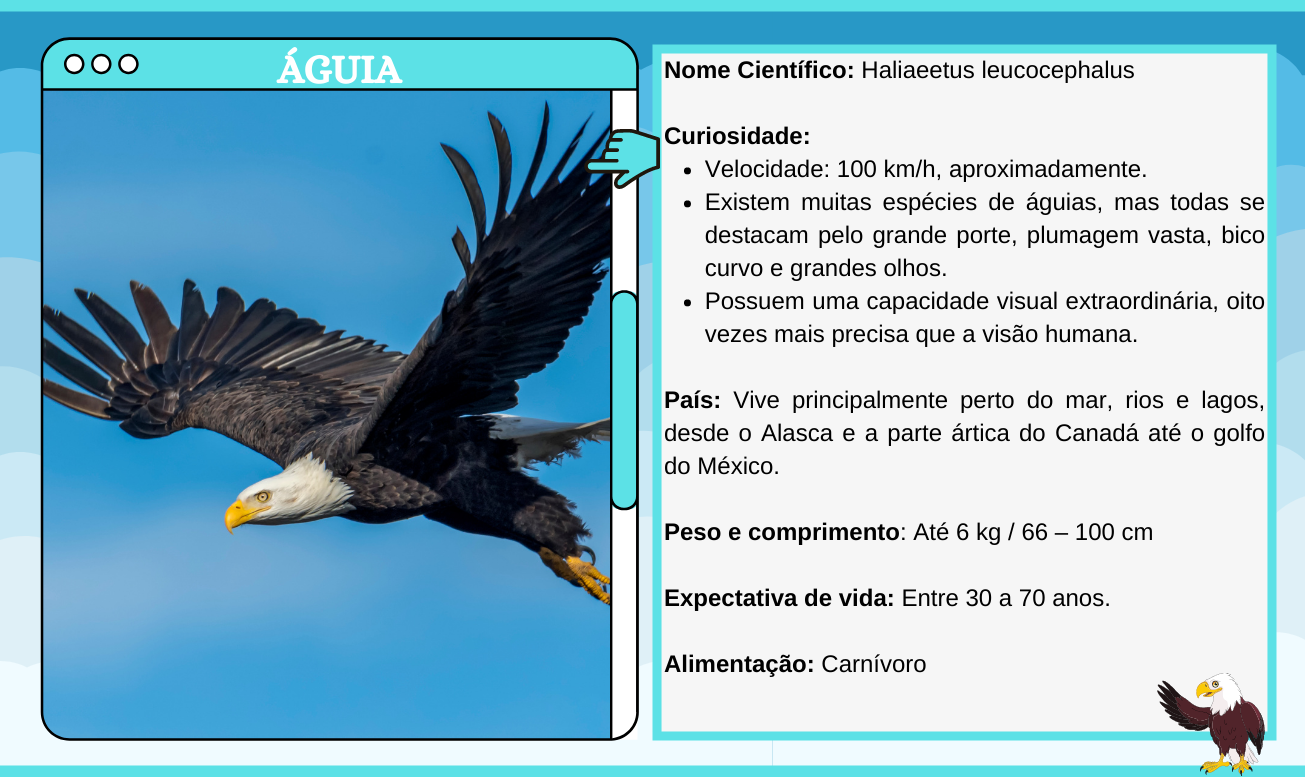 ÁGUIA
Nome Científico: Haliaeetus leucocephalus
Curiosidade:
• Velocidade: 100 km/h, aproximadamente.
• Existem muitas espécies de águias, mas todas se
destacam pelo grande porte, plumagem vasta, bico
curvo e grandes olhos.
• Possuem uma capacidade visual extraordinária, oito
vezes mais precisa que a visão humana.
País: Vive principalmente perto do mar, rios e lagos,
desde o Alasca e a parte ártica do Canadá até o golfo
do México.
Peso e comprimento: Até 6 kg / 66 – 100 cm
Expectativa de vida: Entre 30 a 70 anos.
Alimentação: Carnívoro